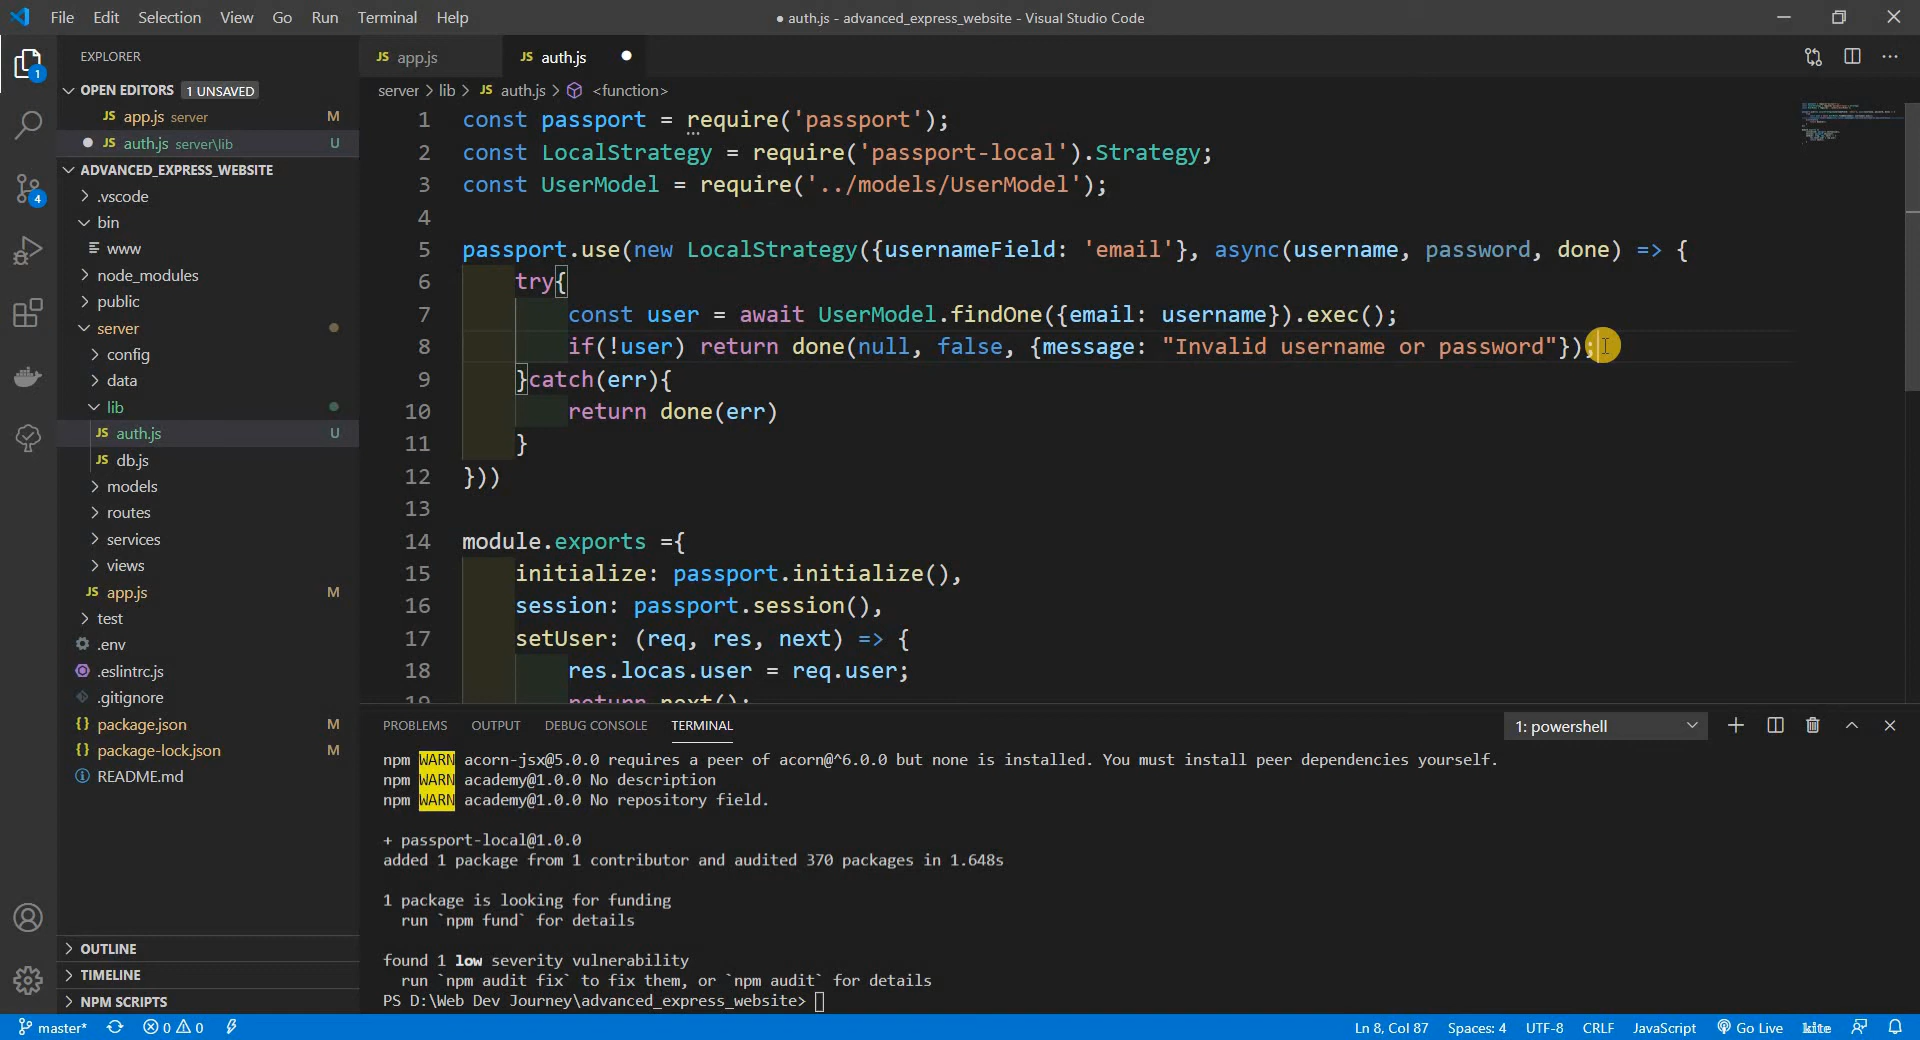 File Edit Selection View Go Run Terminal Help
● auth.js - advanced_express_website - Visual Studio Code
EXPLORER
OPEN EDITORS 1 UNSAVED
JS app.js server M
JS auth.js server\lib U
ADVANCED_EXPRESS_WEBSITE
.vscode
bin
www
node_modules
public
server
config
data
lib
JS auth.js U
JS db.js
models
routes
services
views
JS app.js M
test
.env
.eslintrc.js
.gitignore
{} package.json M
{} package-lock.json M
README.md
OUTLINE
TIMELINE
NPM SCRIPTS
1
4
JS app.js
JS auth.js
server > lib > JS auth.js > <function>
1 const passport = require('passport');
2 const LocalStrategy = require('passport-local').Strategy;
3 const UserModel = require('../models/UserModel');
4
5 passport.use(new LocalStrategy({usernameField: 'email'}, async(username, password, done) => {
6 try{
7 const user = await UserModel.findOne({email: username}).exec();
8 if(!user) return done(null, false, {message: "Invalid username or password"});
9 }catch(err){
10 return done(err)
11 }
12 }))
13
14 module.exports ={
15 initialize: passport.initialize(),
16 session: passport.session(),
17 setUser: (req, res, next) => {
18 res.locas.user = req.user;
19 return next();
PROBLEMS OUTPUT DEBUG CONSOLE TERMINAL
1: powershell
npm WARN acorn-jsx@5.0.0 requires a peer of acorn@^6.0.0 but none is installed. You must install peer dependencies yourself.
npm WARN academy@1.0.0 No description
npm WARN academy@1.0.0 No repository field.
+ passport-local@1.0.0
added 1 package from 1 contributor and audited 370 packages in 1.648s
1 package is looking for funding
run `npm fund` for details
found 1 low severity vulnerability
run `npm audit fix` to fix them, or `npm audit` for details
PS D:\Web Dev Journey\advanced_express_website>
master* 0 0 Ln 8, Col 87 Spaces: 4 UTF-8 CRLF JavaScript Go Live kite